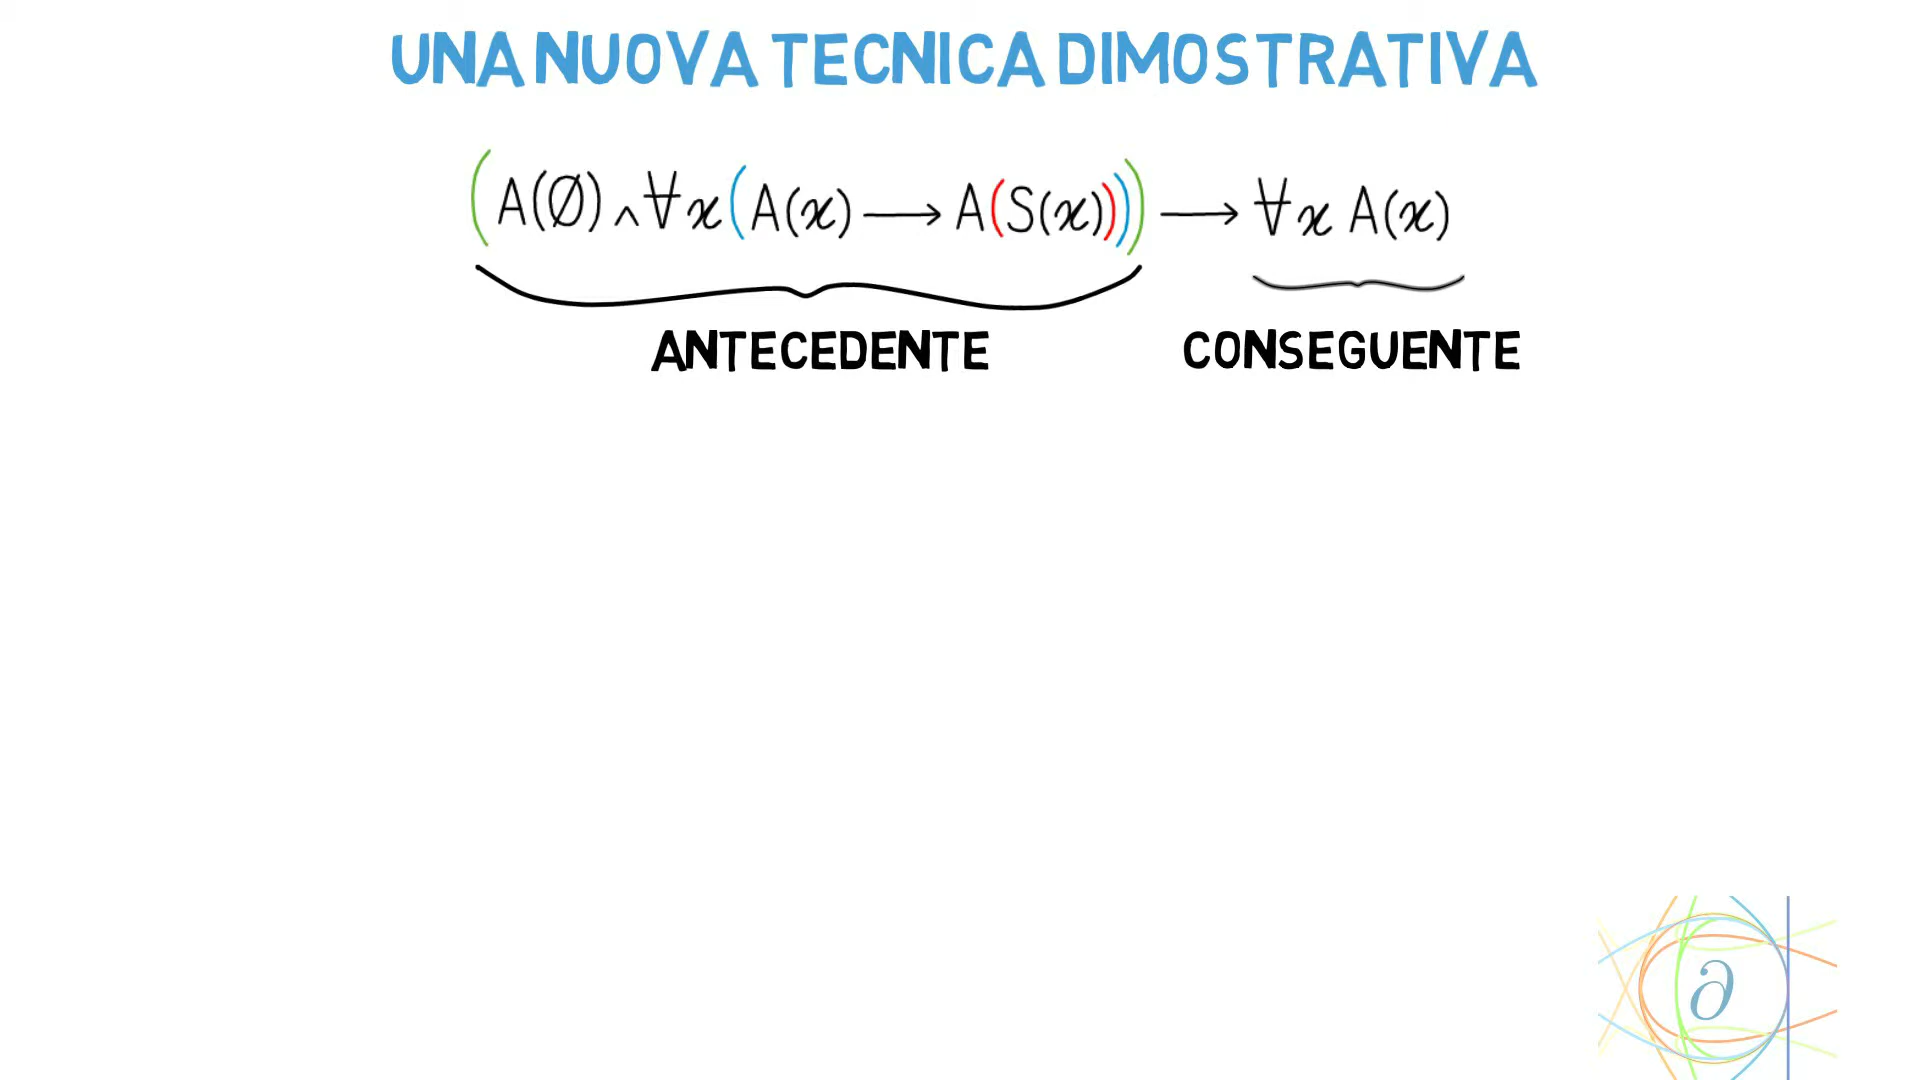 UNA NUOVA TECNICA DIMOSTRATIVA
(A(∅) ∧ ∀x(A(x) ⟶ A(S(x)))) ⟶ ∀x A(x)
ANTECEDENTE CONSEGUENTE
∂